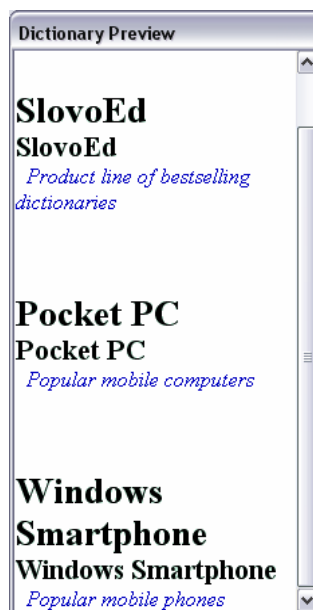 Dictionary Preview
SlovoEd
SlovoEd
Product line of bestselling
dictionaries
Pocket PC
Pocket PC
Popular mobile computers
Windows
Smartphone
Windows Smartphone
Popular mobile phones